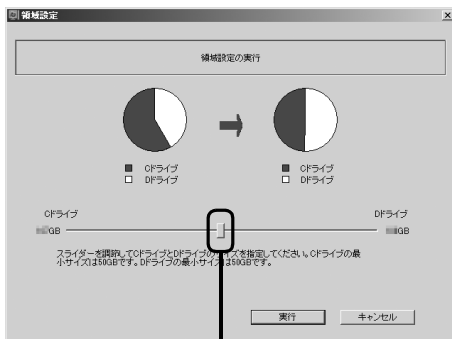 領域設定
領域設定の実行
Cドライブ
Dドライブ
Cドライブ
Dドライブ
Cドライブ
Dドライブ
GB
GB
スライダーを調節してCドライブとDドライブの サイズを指定してください。Cドライブの最
小サイズは50GBです。Dドライブの最小サイズは50GBです。
実行
キャンセル